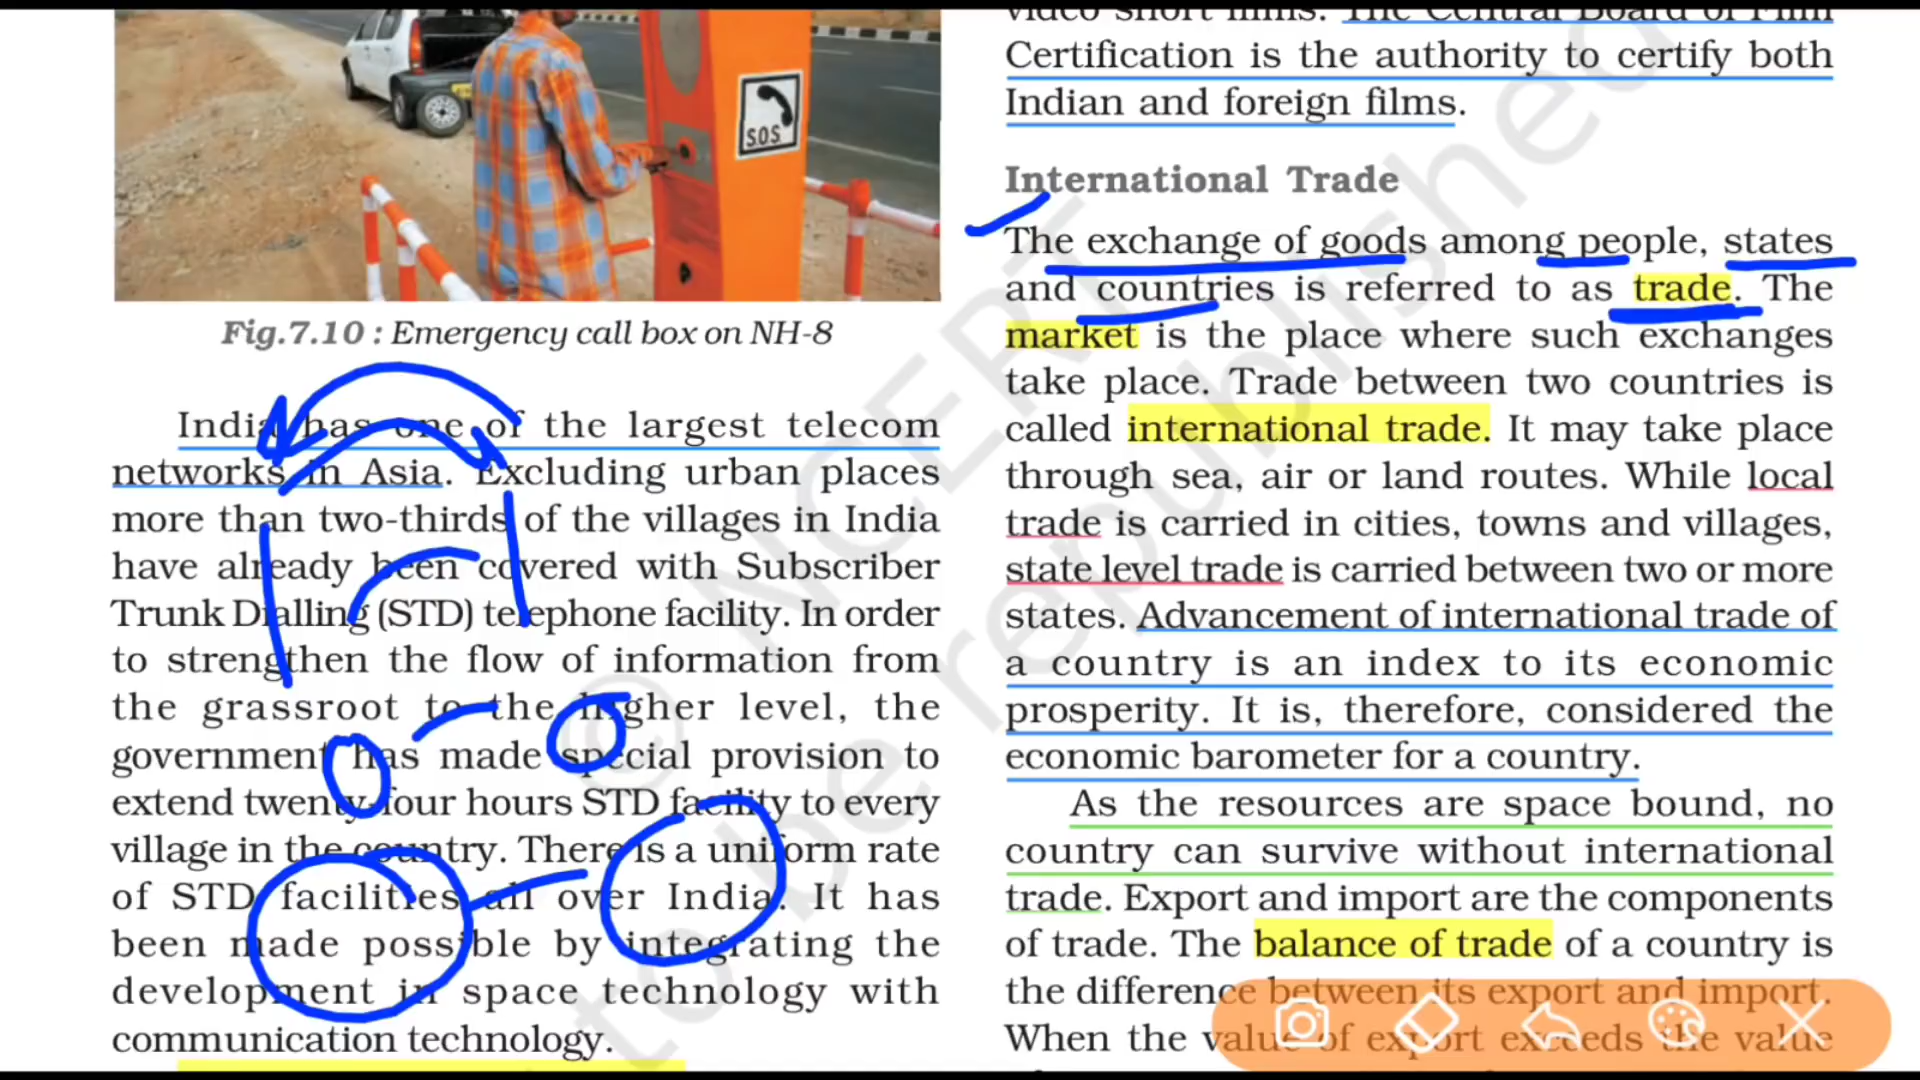 S.O.S
Fig.7.10 : Emergency call box on NH-8
India has one of the largest telecom
networks in Asia. Excluding urban places
more than two-thirds of the villages in India
have already been covered with Subscriber
Trunk Dialling (STD) telephone facility. In order
to strengthen the flow of information from
the grassroot to the higher level, the
government has made special provision to
extend twenty-four hours STD facility to every
village in the country. There is a uniform rate
of STD facilities all over India. It has
been made possible by integrating the
development in space technology with
communication technology.
video short films. The Central Board of Film
Certification is the authority to certify both
Indian and foreign films.
International Trade
The exchange of goods among people, states
and countries is referred to as trade. The
market is the place where such exchanges
take place. Trade between two countries is
called international trade. It may take place
through sea, air or land routes. While local
trade is carried in cities, towns and villages,
state level trade is carried between two or more
states. Advancement of international trade of
a country is an index to its economic
prosperity. It is, therefore, considered the
economic barometer for a country.
As the resources are space bound, no
country can survive without international
trade. Export and import are the components
of trade. The balance of trade of a country is
the difference between its export and import.
When the value of export exceeds the value
© NCERT
to be republished